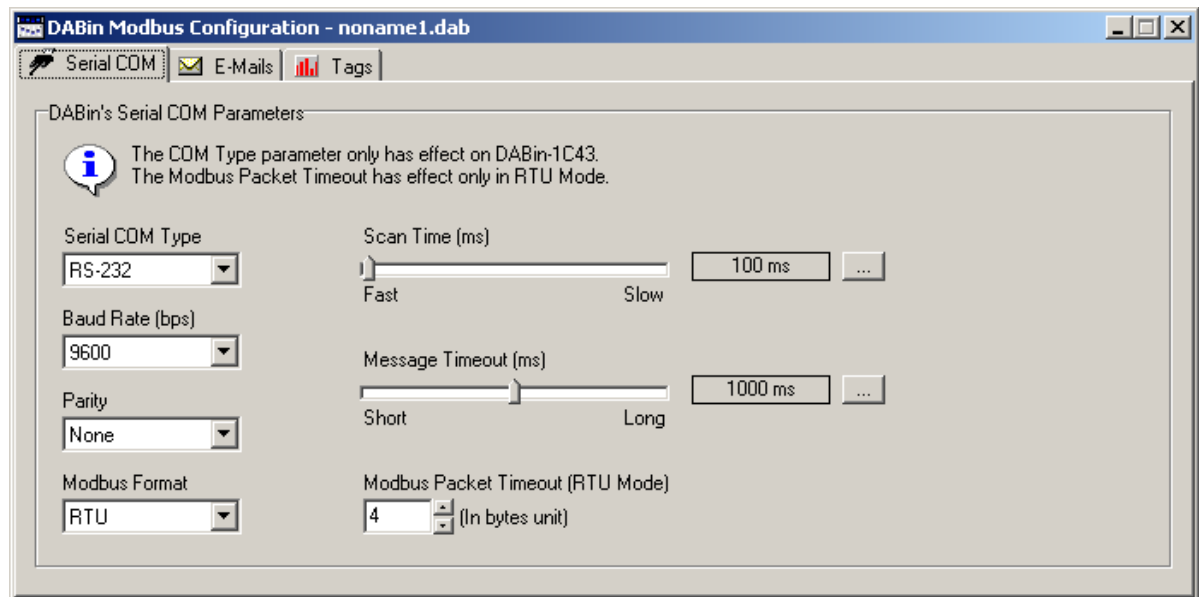 DABin Modbus Configuration - noname1.dab
Serial COM E-Mails Tags
DABin's Serial COM Parameters
The COM Type parameter only has effect on DABin-1C43.
The Modbus Packet Timeout has effect only in RTU Mode.
Serial COM Type
RS-232
Baud Rate (bps)
9600
Parity
None
Modbus Format
RTU
Scan Time (ms)
100 ms ...
Fast Slow
Message Timeout (ms)
1000 ms ...
Short Long
Modbus Packet Timeout (RTU Mode)
4 (In bytes unit)